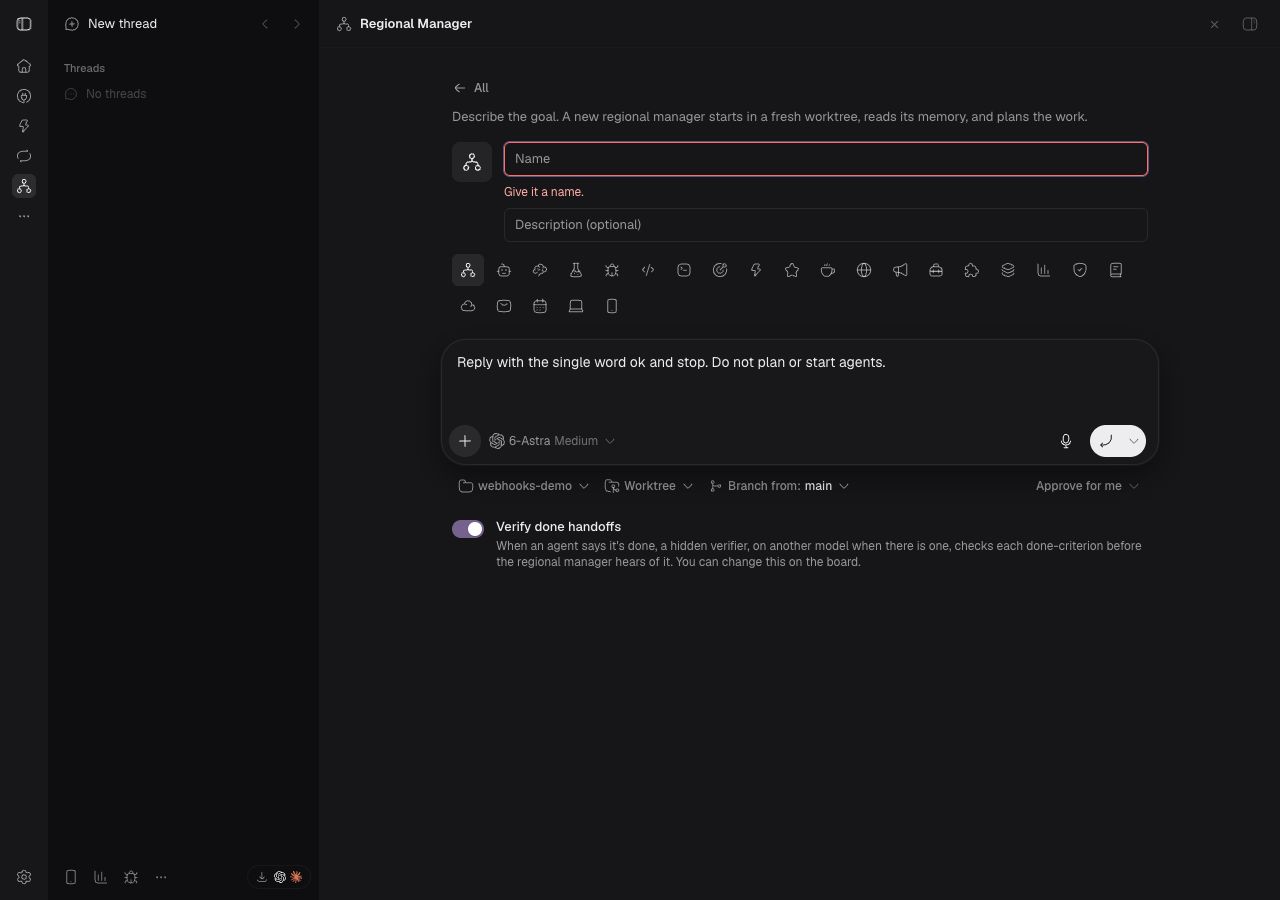 New thread
Regional Manager
Threads
No threads
All
Describe the goal. A new regional manager starts in a fresh worktree, reads its memory, and plans the work.
Name
Give it a name.
Description (optional)
Reply with the single word ok and stop. Do not plan or start agents.
6-Astra Medium
webhooks-demo
Worktree
Branch from: main
Approve for me
Verify done handoffs
When an agent says it's done, a hidden verifier, on another model when there is one, checks each done-criterion before
the regional manager hears of it. You can change this on the board.